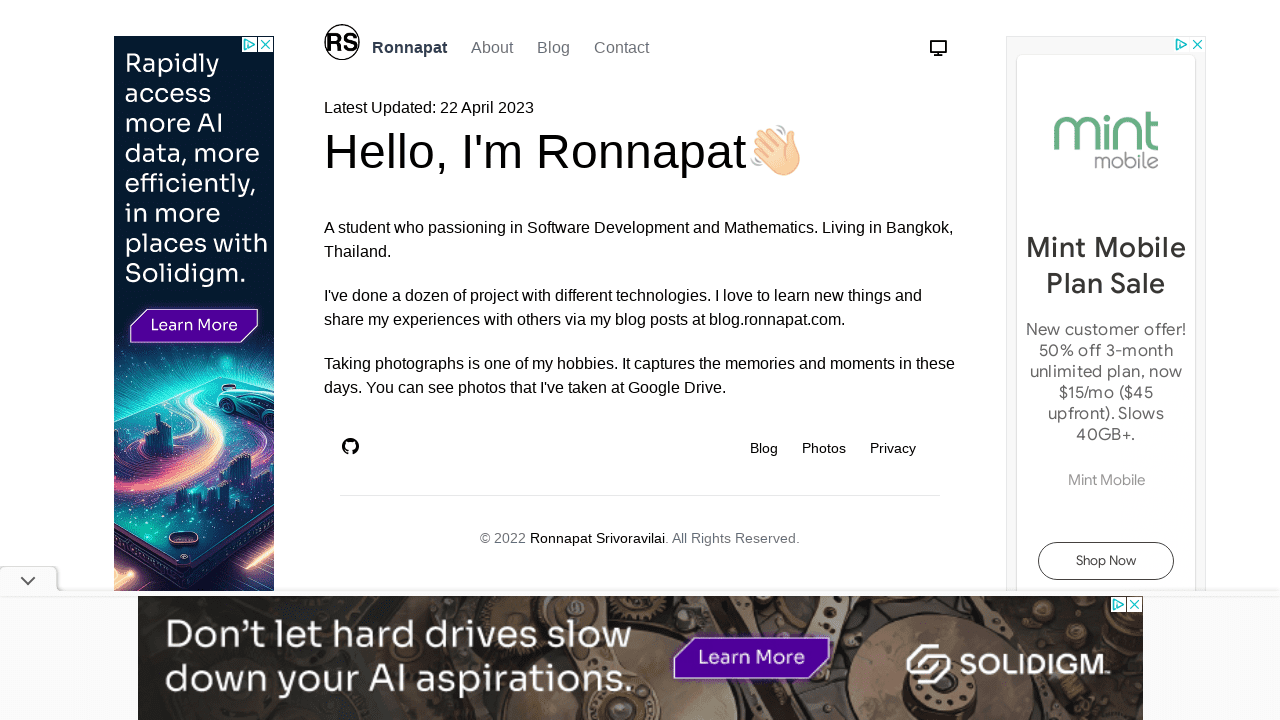 RS
Ronnapat About Blog Contact
Latest Updated: 22 April 2023
Hello, I'm Ronnapat👋🏻
A student who passioning in Software Development and Mathematics. Living in Bangkok,
Thailand.
I've done a dozen of project with different technologies. I love to learn new things and
share my experiences with others via my blog posts at blog.ronnapat.com.
Taking photographs is one of my hobbies. It captures the memories and moments in these
days. You can see photos that I've taken at Google Drive.
Blog Photos Privacy
© 2022 Ronnapat Srivoravilai. All Rights Reserved.
Rapidly
access
more AI
data, more
efficiently,
in more
places with
Solidigm.
Learn More
mint
mobile
Mint Mobile
Plan Sale
New customer offer!
50% off 3-month
unlimited plan, now
$15/mo ($45
upfront). Slows
40GB+.
Mint Mobile
Shop Now
Don't let hard drives slow
down your AI aspirations.
Learn More
SOLIDIGM